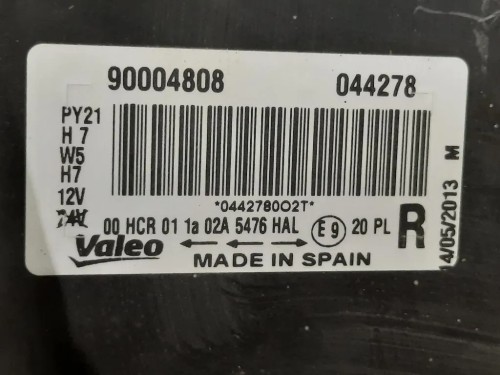 90004808 044278
PY21
H 7
W5
H7
12V
24V
*044278002T*
00 HCR 01 1a 02A 5476 HAL E 9 20 PL R
Valeo
MADE IN SPAIN
14/05/2013 M